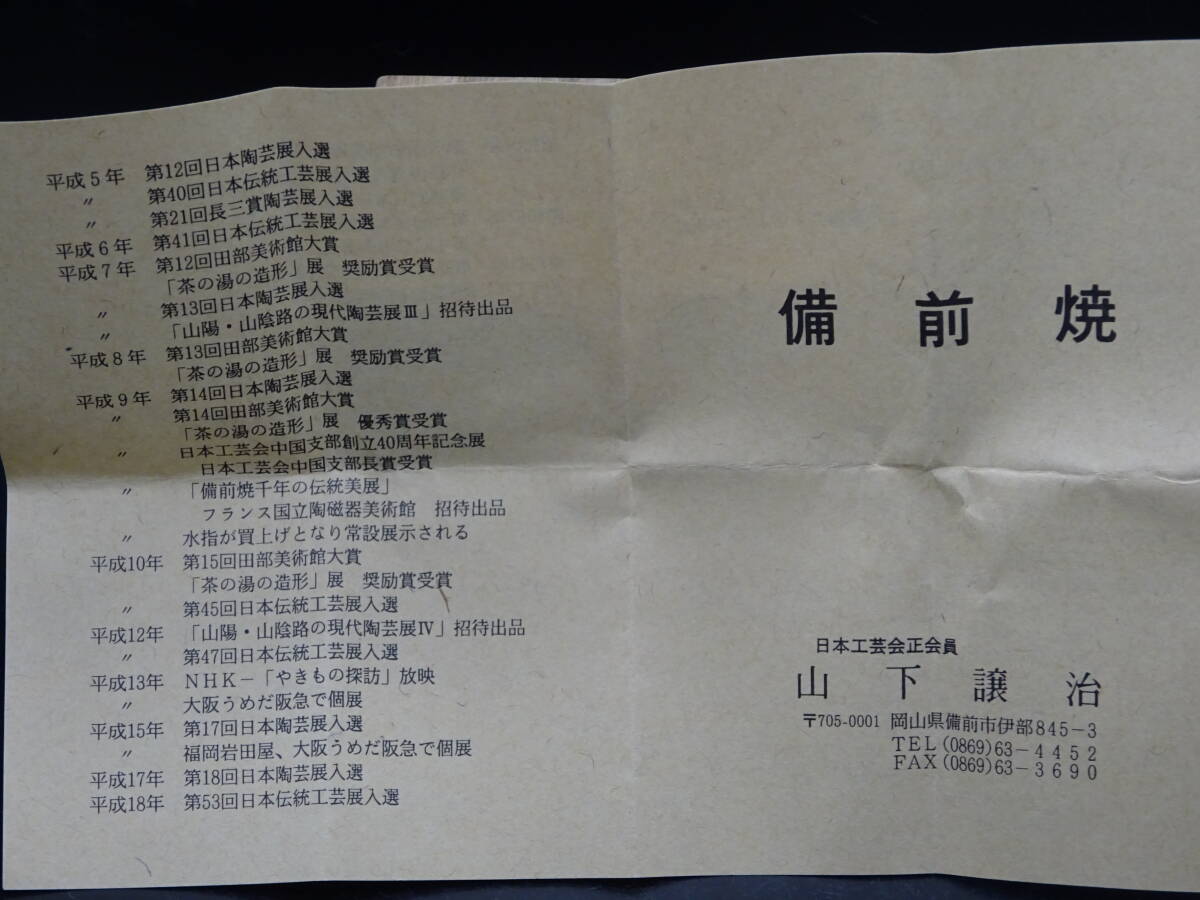 平成5年 第12回日本陶芸展入選
〃 第40回日本伝統工芸展入選
〃 第21回長三賞陶芸展入選
平成6年 第41回日本伝統工芸展入選
平成7年 第12回田部美術館大賞
「茶の湯の造形」展 奨励賞受賞
〃 第13回日本陶芸展入選
〃 「山陽・山陰路の現代陶芸展Ⅲ」招待出品
平成8年 第13回田部美術館大賞
「茶の湯の造形」展 奨励賞受賞
平成9年 第14回日本陶芸展入選
〃 第14回田部美術館大賞
「茶の湯の造形」展 優秀賞受賞
〃 日本工芸会中国支部創立40周年記念展
日本工芸会中国支部長賞受賞
〃 「備前焼千年の伝統美展」
フランス国立陶磁器美術館 招待出品
〃 水指が買上げとなり常設展示される
平成10年 第15回田部美術館大賞
「茶の湯の造形」展 奨励賞受賞
〃 第45回日本伝統工芸展入選
平成12年 「山陽・山陰路の現代陶芸展Ⅳ」招待出品
〃 第47回日本伝統工芸展入選
平成13年 NHK－「やきもの探訪」放映
〃 大阪うめだ阪急で個展
平成15年 第17回日本陶芸展入選
〃 福岡岩田屋、大阪うめだ阪急で個展
平成17年 第18回日本陶芸展入選
平成18年 第53回日本伝統工芸展入選
備前焼
日本工芸会正会員
山下譲治
〒705-0001 岡山県備前市伊部845－3
TEL(0869)63－4452
FAX(0869)63－3690